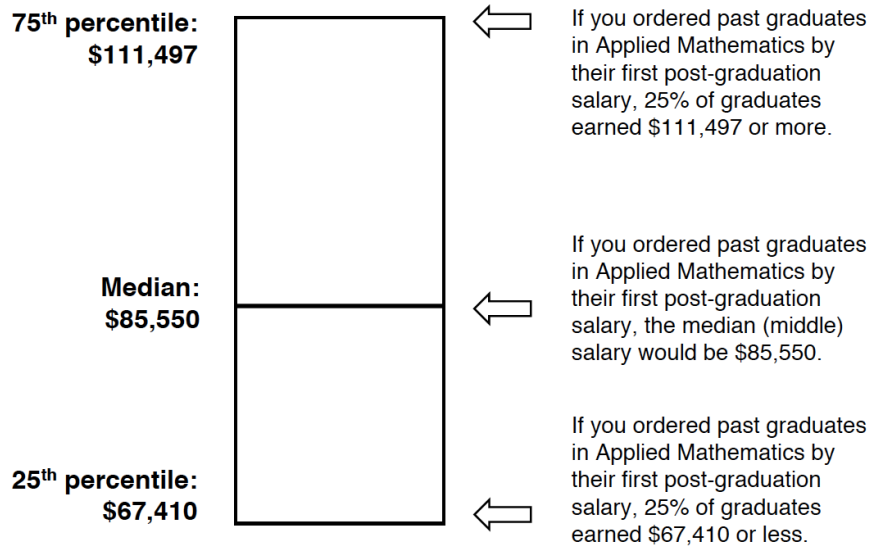 75th percentile:
$111,497
If you ordered past graduates
in Applied Mathematics by
their first post-graduation
salary, 25% of graduates
earned $111,497 or more.
Median:
$85,550
If you ordered past graduates
in Applied Mathematics by
their first post-graduation
salary, the median (middle)
salary would be $85,550.
25th percentile:
$67,410
If you ordered past graduates
in Applied Mathematics by
their first post-graduation
salary, 25% of graduates
earned $67,410 or less.